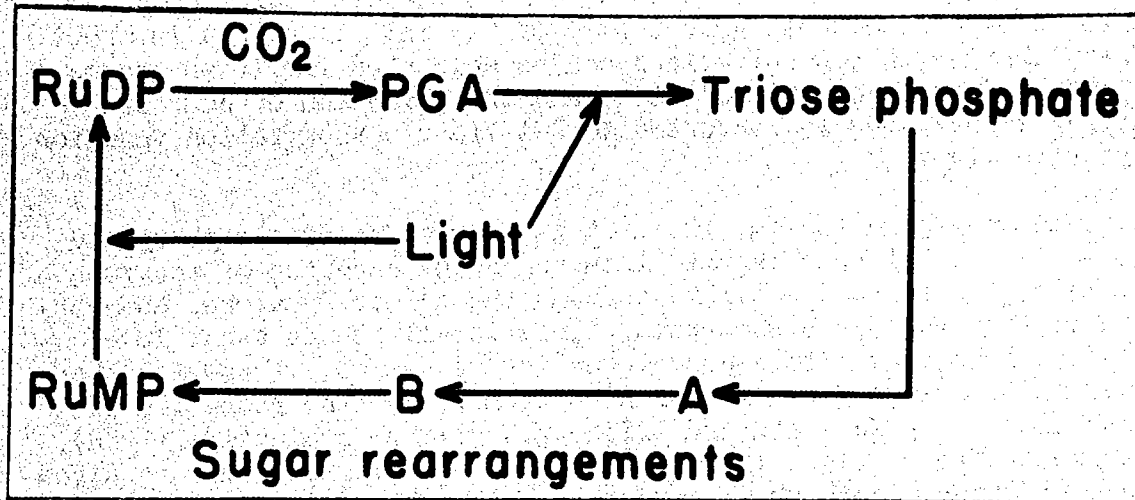 CO₂
RuDP PGA Triose phosphate
Light
RuMP B A
Sugar rearrangements